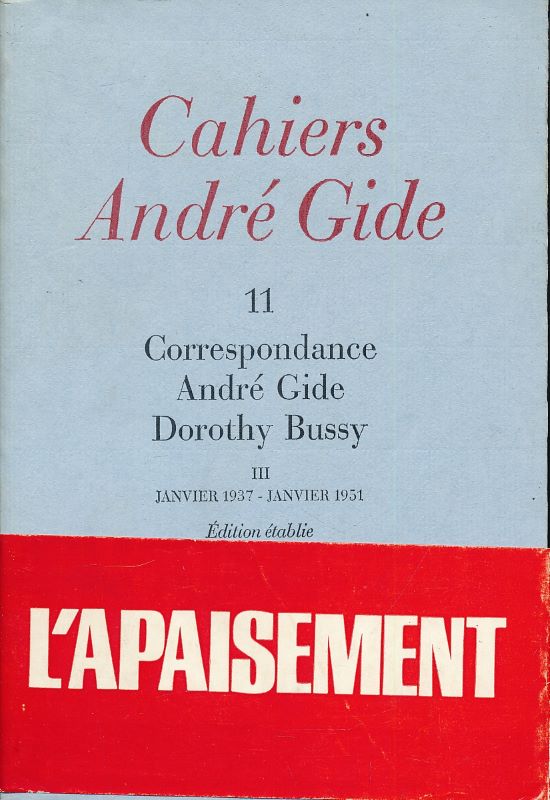 Cahiers
André Gide
11
Correspondance
André Gide
Dorothy Bussy
III
JANVIER 1937 - JANVIER 1951
Édition établie
L'APAISEMENT